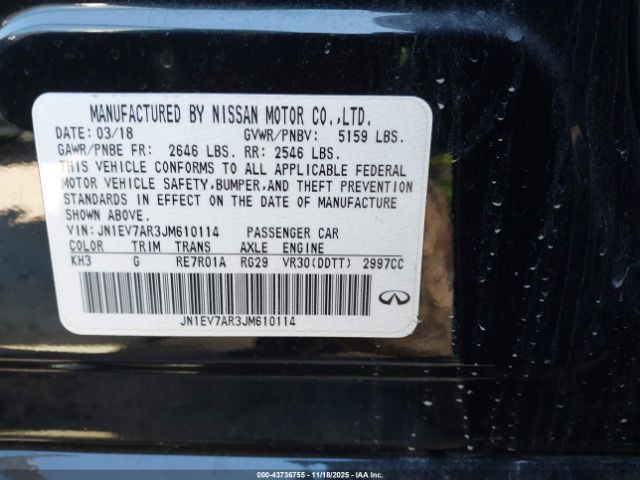 MANUFACTURED BY NISSAN MOTOR CO.,LTD.
DATE: 03/18 GVWR/PNBV: 5159 LBS.
GAWR/PNBE FR: 2646 LBS. RR: 2546 LBS.
THIS VEHICLE CONFORMS TO ALL APPLICABLE FEDERAL
MOTOR VEHICLE SAFETY,BUMPER,AND THEFT PREVENTION
STANDARDS IN EFFECT ON THE DATE OF MANUFACTURE
SHOWN ABOVE.
VIN: JN1EV7AR3JM610114 PASSENGER CAR
COLOR TRIM TRANS AXLE ENGINE
KH3 G RE7R01A RG29 VR30(DDTT) 2997CC
JN1EV7AR3JM610114
000-43736755 - 11/18/2025 - IAA Inc.